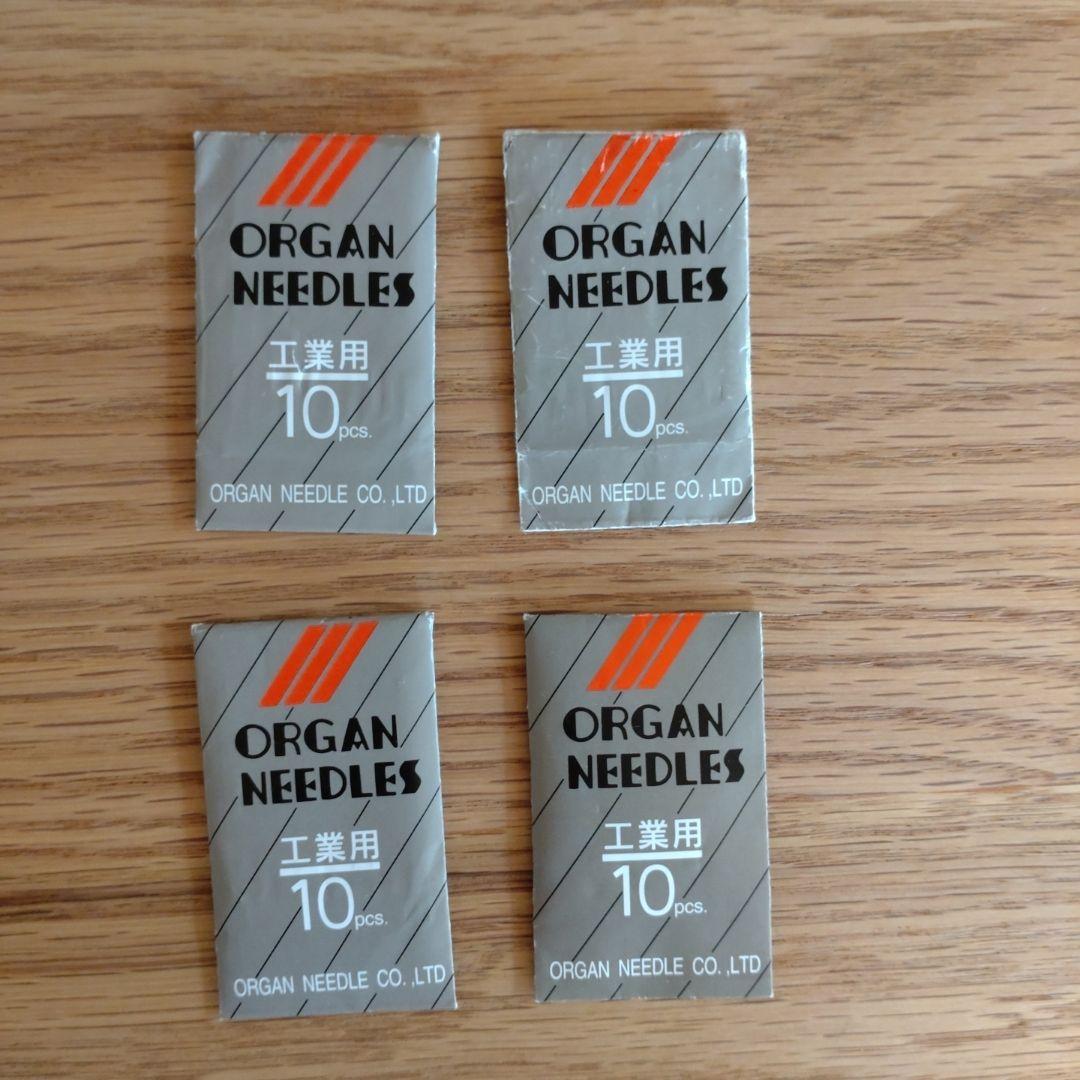 ORGAN
NEEDLES
工業用
10pcs.
ORGAN NEEDLE CO.,LTD
ORGAN
NEEDLES
工業用
10pcs.
ORGAN NEEDLE CO.,LTD
ORGAN
NEEDLES
工業用
10pcs.
ORGAN NEEDLE CO.,LTD
ORGAN
NEEDLES
工業用
10pcs.
ORGAN NEEDLE CO.,LTD